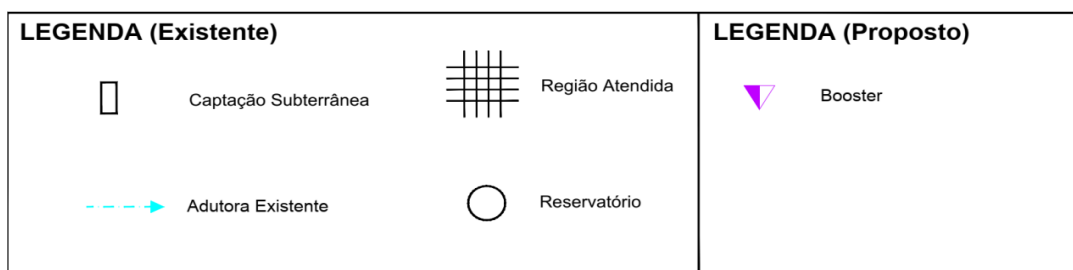 LEGENDA (Existente)
LEGENDA (Proposto)
Captação Subterrânea
Região Atendida
Booster
Adutora Existente
Reservatório